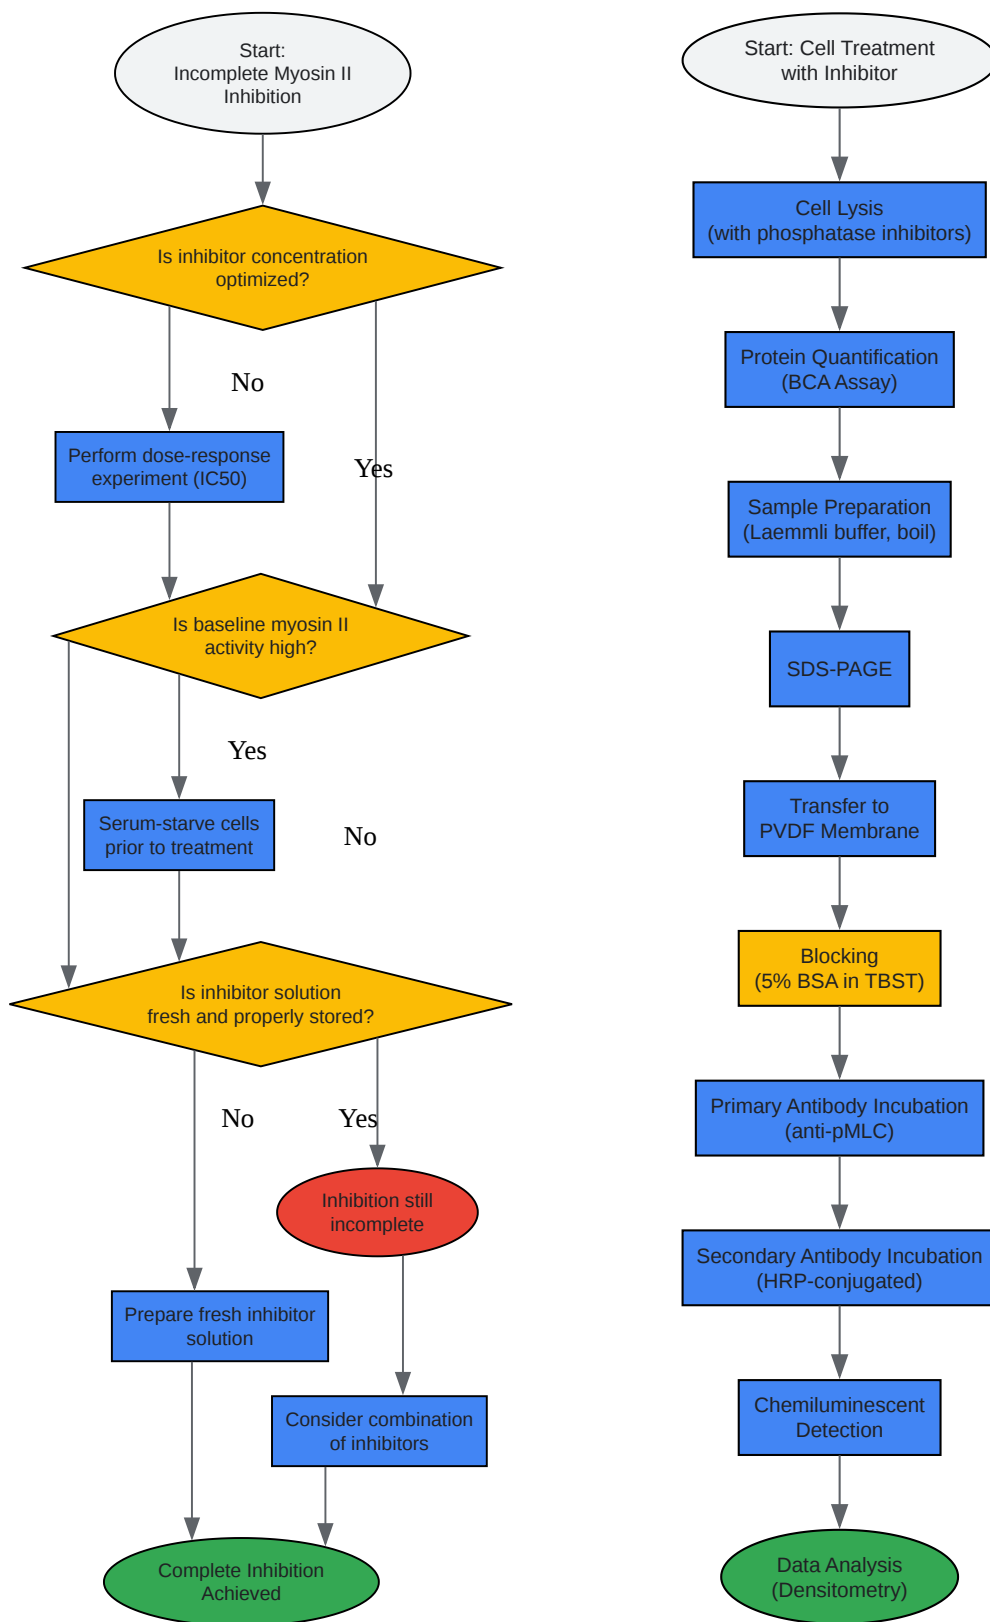 Start:
Incomplete Myosin II
Inhibition
Is inhibitor concentration
optimized?
No
Yes
Perform dose-response
experiment (IC50)
Is baseline myosin II
activity high?
Yes
No
Serum-starve cells
prior to treatment
Is inhibitor solution
fresh and properly stored?
No
Yes
Inhibition still
incomplete
Prepare fresh inhibitor
solution
Consider combination
of inhibitors
Complete Inhibition
Achieved
Start: Cell Treatment
with Inhibitor
Cell Lysis
(with phosphatase inhibitors)
Protein Quantification
(BCA Assay)
Sample Preparation
(Laemmli buffer, boil)
SDS-PAGE
Transfer to
PVDF Membrane
Blocking
(5% BSA in TBST)
Primary Antibody Incubation
(anti-pMLC)
Secondary Antibody Incubation
(HRP-conjugated)
Chemiluminescent
Detection
Data Analysis
(Densitometry)